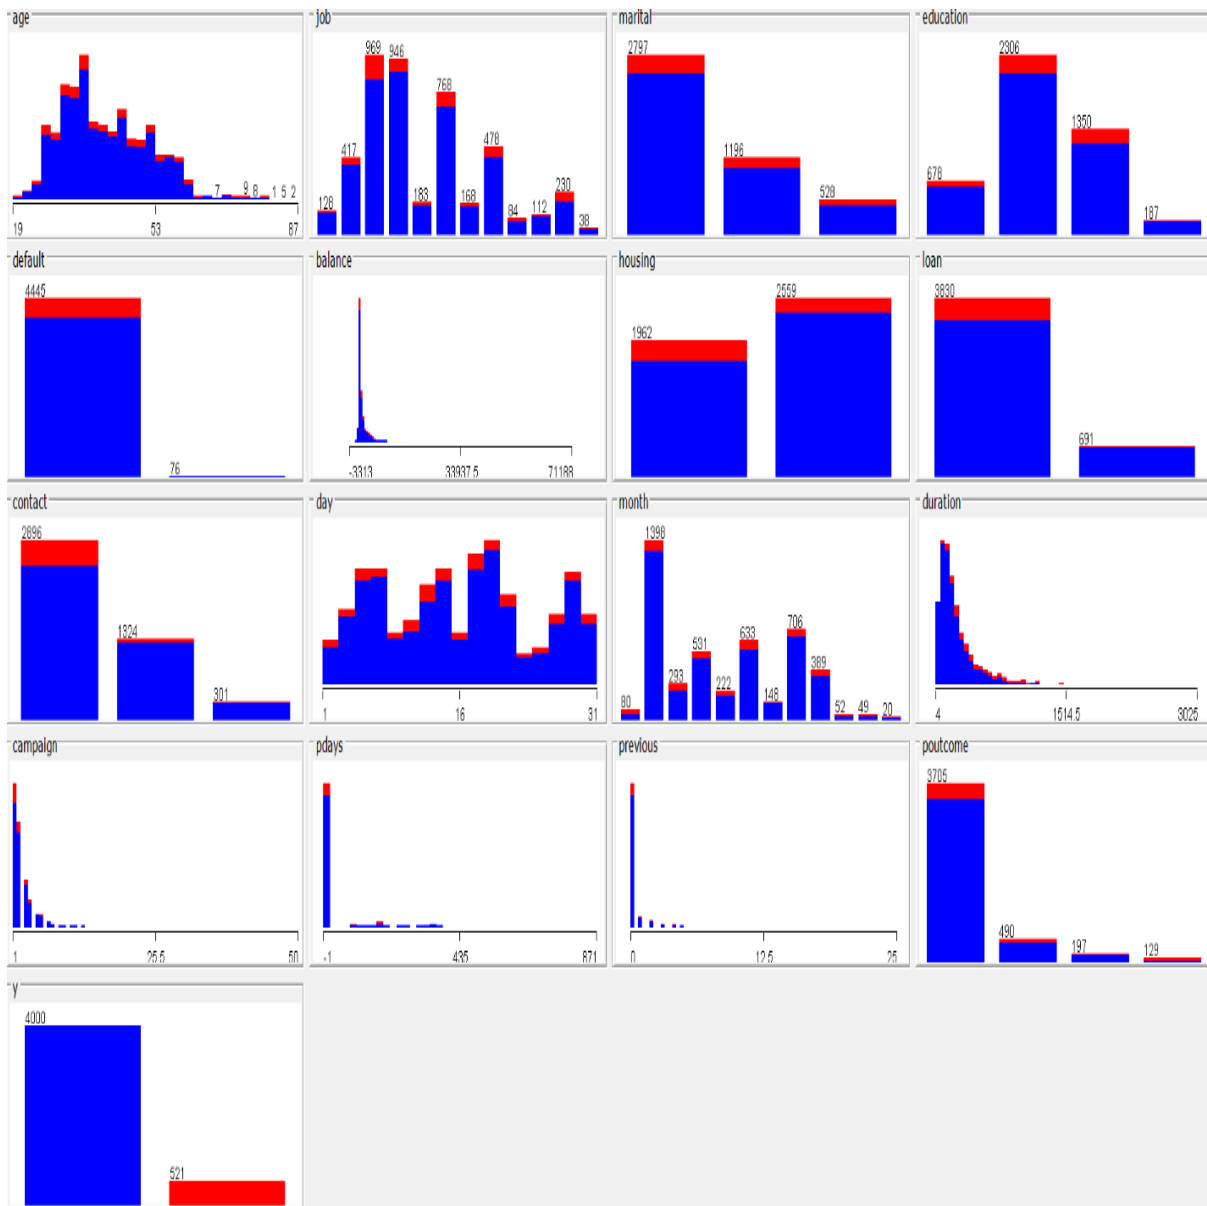 age
7 9 8 1 5 2
19 53 87
job
128 417 969 946 183 768 168 478 84 112 230 38
marital
2797 1196 528
education
678 2306 1350 187
default
4445 76
balance
-3313 33937.5 71188
housing
1962 2559
loan
3830 691
contact
2896 1324 301
day
1 16 31
month
80 1398 293 531 222 633 148 706 389 52 49 20
duration
4 1514.5 3025
campaign
1 25.5 50
pdays
-1 435 871
previous
0 12.5 25
poutcome
3705 490 197 129
y
4000 521